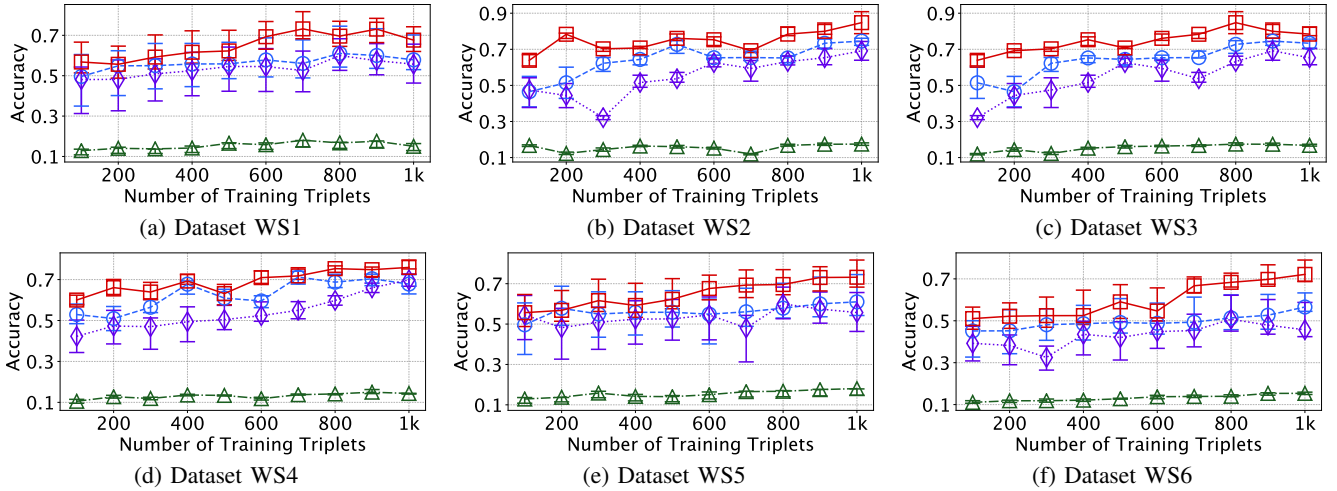 Accuracy
0.7
0.5
0.3
0.1
200 400 600 800 1k
Number of Training Triplets
(a) Dataset WS1
Accuracy
0.9
0.7
0.5
0.3
0.1
200 400 600 800 1k
Number of Training Triplets
(b) Dataset WS2
Accuracy
0.9
0.7
0.5
0.3
0.1
200 400 600 800 1k
Number of Training Triplets
(c) Dataset WS3
Accuracy
0.7
0.5
0.3
0.1
200 400 600 800 1k
Number of Training Triplets
(d) Dataset WS4
Accuracy
0.7
0.5
0.3
0.1
200 400 600 800 1k
Number of Training Triplets
(e) Dataset WS5
Accuracy
0.7
0.5
0.3
0.1
200 400 600 800 1k
Number of Training Triplets
(f) Dataset WS6